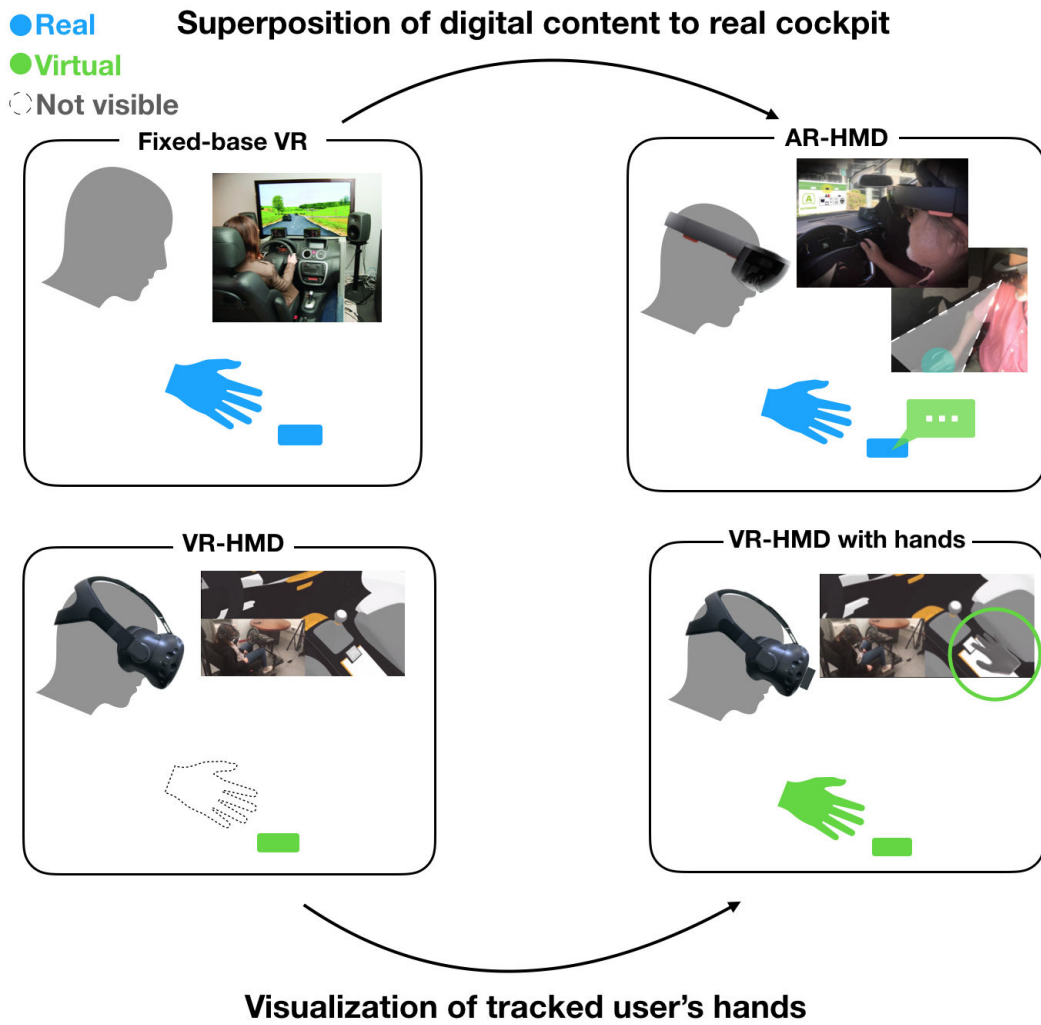 Superposition of digital content to real cockpit
Real
Virtual
Not visible
Fixed-base VR
AR-HMD
A
VR-HMD
VR-HMD with hands
Visualization of tracked user's hands